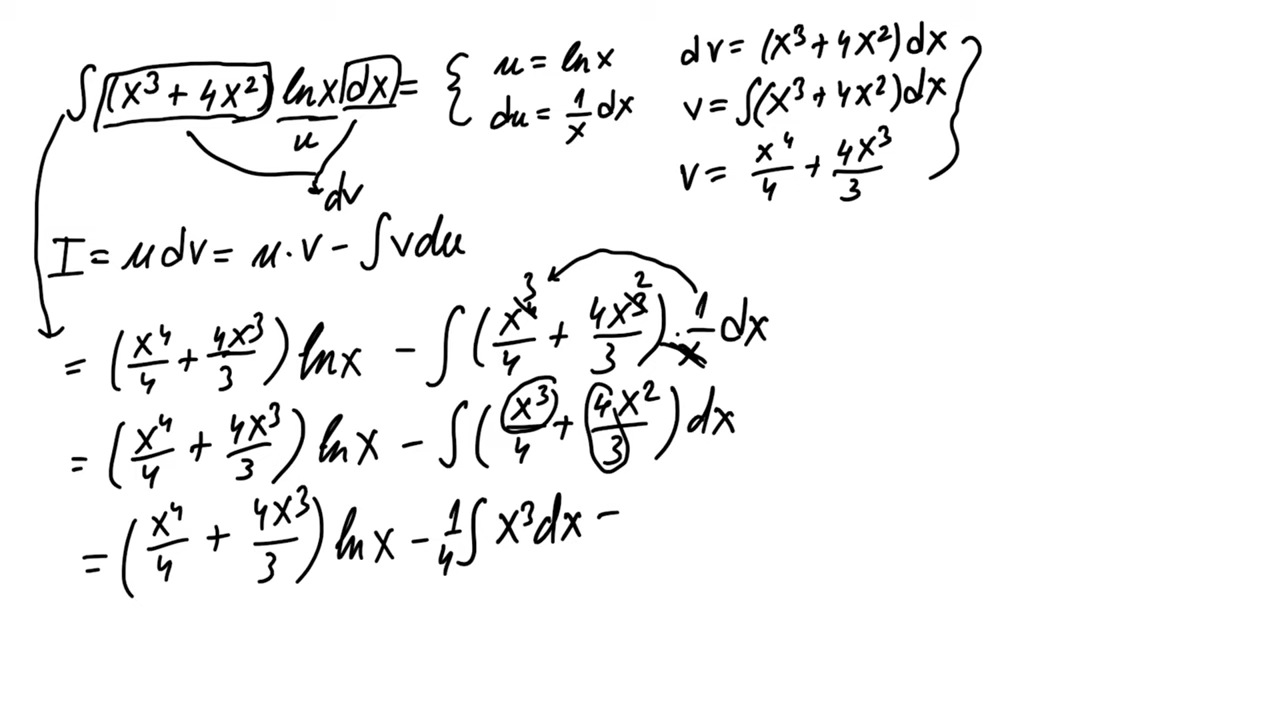 ∫(x³ + 4x²) ln x dx = { u = ln x dv = (x³ + 4x²) dx
du = 1/x dx v = ∫(x³ + 4x²) dx
u v = x⁴/4 + 4x³/3 }
dv
I = u dv = u · v − ∫ v du
= (x⁴/4 + 4x³/3) ln x − ∫ (x⁴/4 + 4x³/3) · 1/x dx
3 2
= (x⁴/4 + 4x³/3) ln x − ∫ (x³/4 + 4x²/3) dx
= (x⁴/4 + 4x³/3) ln x − 1/4 ∫ x³ dx −